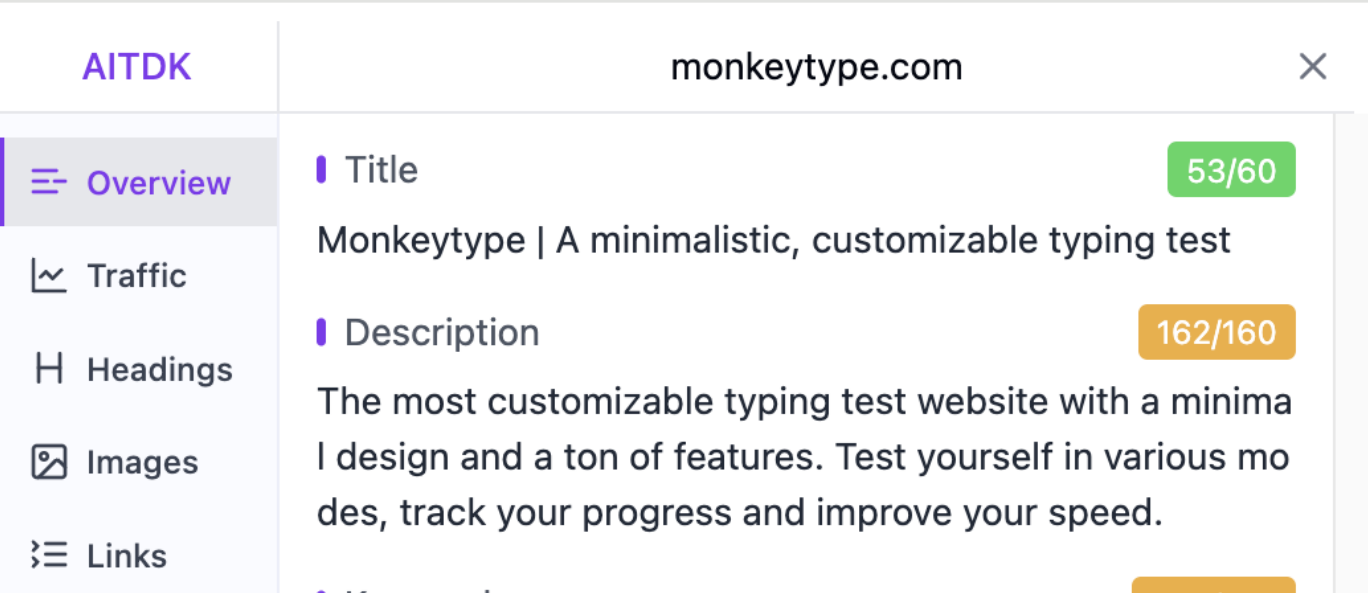 AITDK
monkeytype.com
Overview
Traffic
Headings
Images
Links
Title
53/60
Monkeytype | A minimalistic, customizable typing test
Description
162/160
The most customizable typing test website with a minima
l design and a ton of features. Test yourself in various mo
des, track your progress and improve your speed.